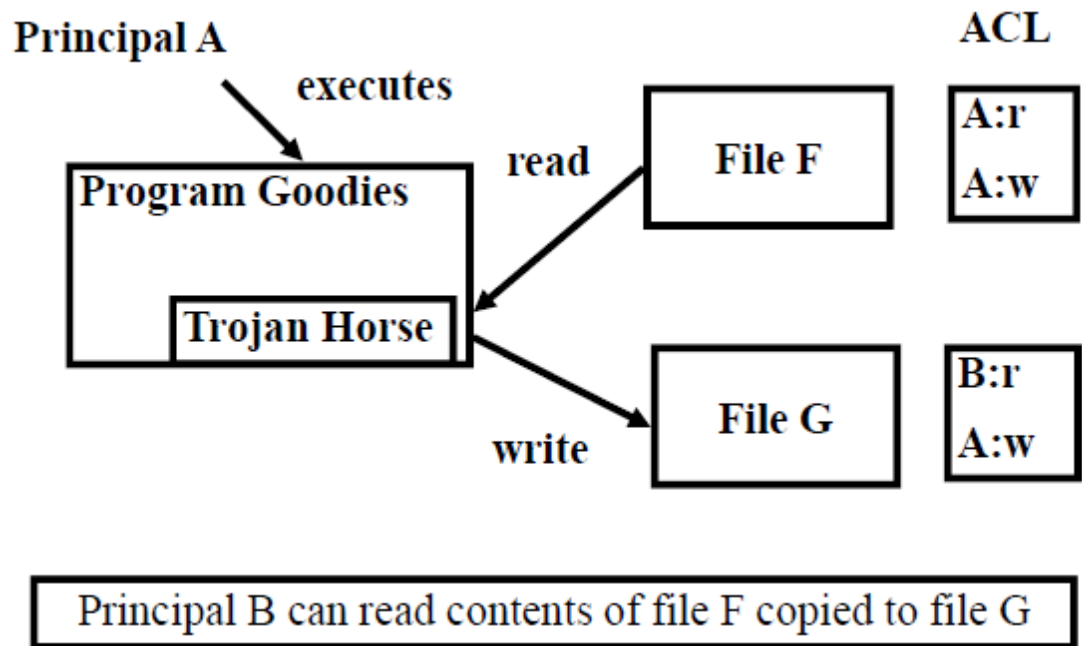 Principal A
executes
Program Goodies
Trojan Horse
read
write
File F
File G
ACL
A:r
A:w
B:r
A:w
Principal B can read contents of file F copied to file G